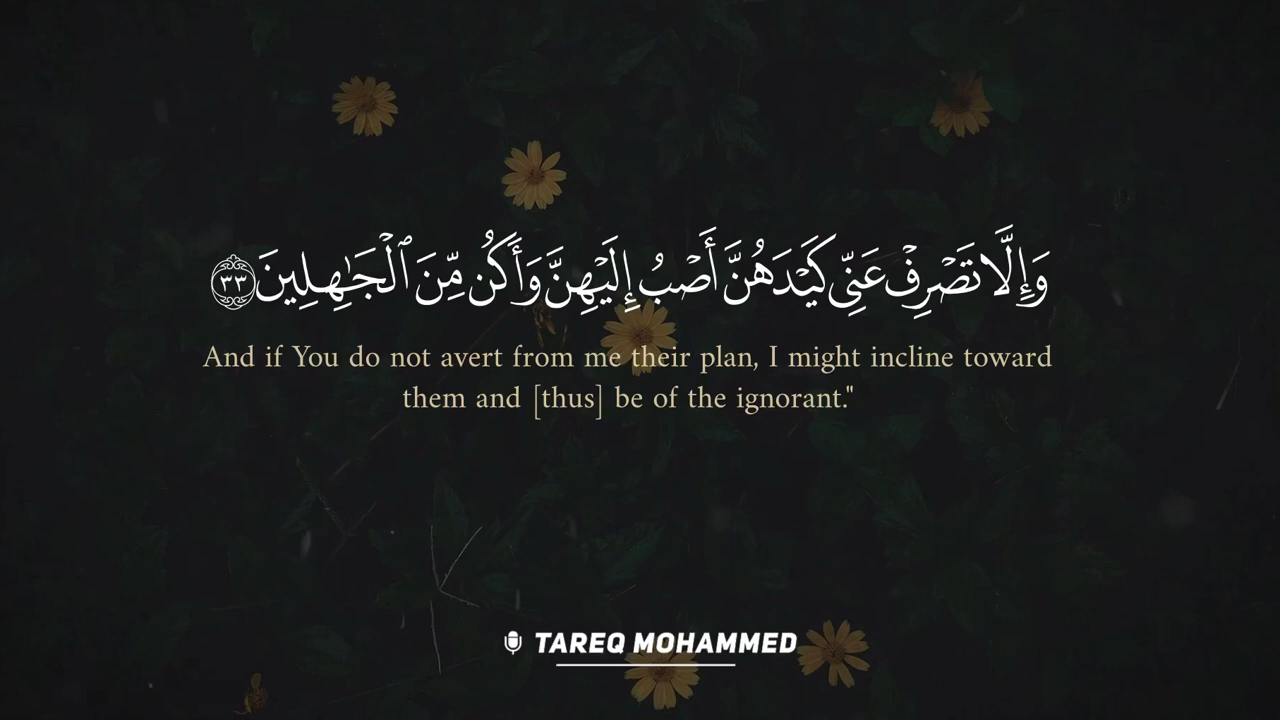 وَإِلَّا تَصْرِفْ عَنِّى كَيْدَهُنَّ أَصْبُ إِلَيْهِنَّ وَأَكُن مِّنَ ٱلْجَـٰهِلِينَ ٣٣
And if You do not avert from me their plan, I might incline toward
them and [thus] be of the ignorant."
TAREQ MOHAMMED